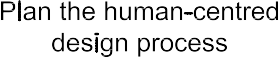 Plan the human-centred
design process